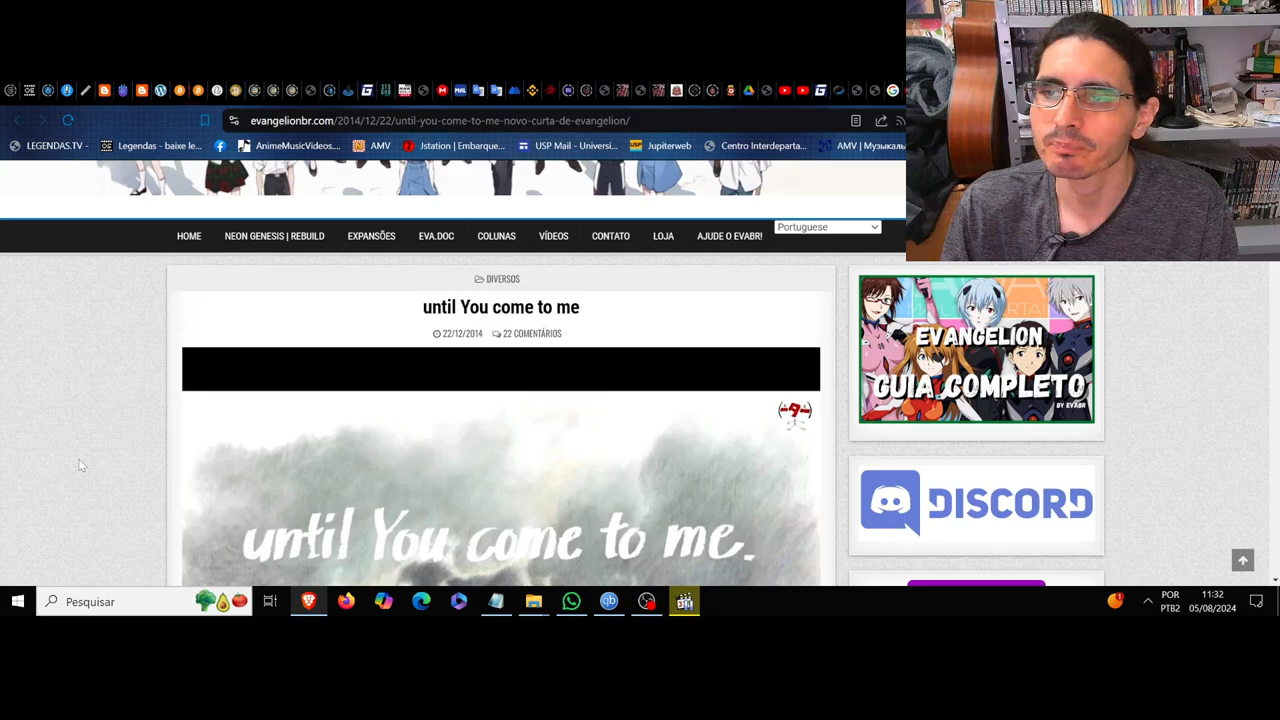 evangelionbr.com/2014/12/22/until-you-come-to-me-novo-curta-de-evangelion/
LEGENDAS.TV - Legendas - baixe le... AnimeMusicVideos.... AMV Jstation | Embarque... USP Mail - Universi... Jupiterweb Centro Interdeparta... AMV | Музыкаль
HOME NEON GENESIS | REBUILD EXPANSÕES EVA.DOC COLUNAS VÍDEOS CONTATO LOJA AJUDE O EVABR! Portuguese
DIVERSOS
until You come to me
22/12/2014 22 COMENTÁRIOS
until You come to me.
EVANGELION
GUIA COMPLETO
BY EVABR
DISCORD
Pesquisar
POR
PTB2
11:32
05/08/2024